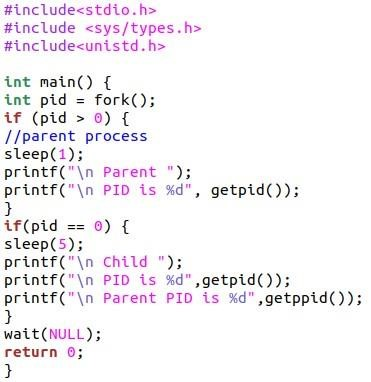 #include<stdio.h>
#include <sys/types.h>
#include<unistd.h>
int main() {
int pid = fork();
if (pid > 0) {
//parent process
sleep(1);
printf("\n Parent ");
printf("\n PID is %d", getpid());
}
if(pid == 0) {
sleep(5);
printf("\n Child ");
printf("\n PID is %d",getpid());
printf("\n Parent PID is %d",getppid());
}
wait(NULL);
return 0;
}